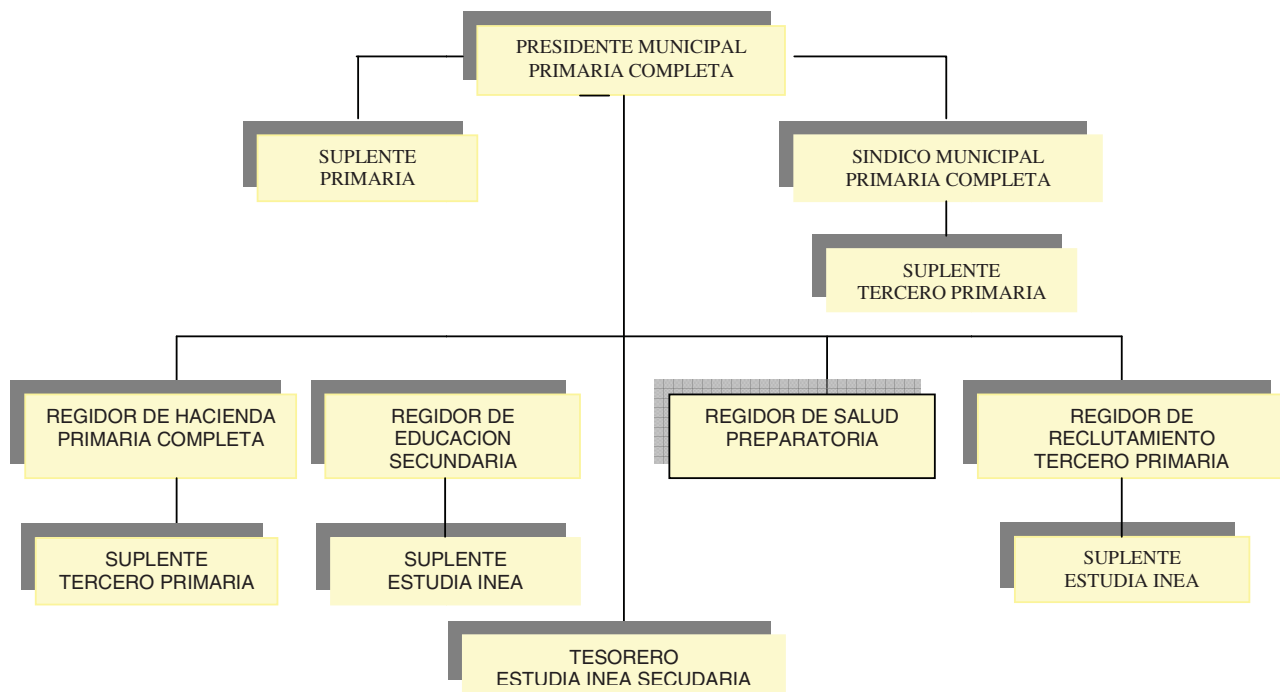 PRESIDENTE MUNICIPAL
PRIMARIA COMPLETA
SUPLENTE
PRIMARIA
SINDICO MUNICIPAL
PRIMARIA COMPLETA
SUPLENTE
TERCERO PRIMARIA
REGIDOR DE HACIENDA
PRIMARIA COMPLETA
REGIDOR DE
EDUCACION
SECUNDARIA
REGIDOR DE SALUD
PREPARATORIA
REGIDOR DE
RECLUTAMIENTO
TERCERO PRIMARIA
SUPLENTE
TERCERO PRIMARIA
SUPLENTE
ESTUDIA INEA
SUPLENTE
ESTUDIA INEA
TESORERO
ESTUDIA INEA SECUDARIA